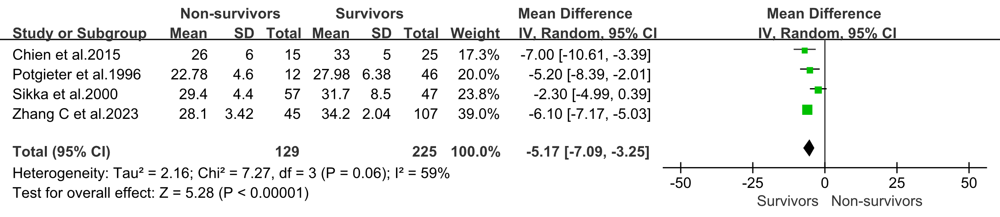 Non-survivors Survivors Mean Difference Mean Difference
Study or Subgroup Mean SD Total Mean SD Total Weight IV, Random, 95% CI IV, Random, 95% CI
Chien et al.2015 26 6 15 33 5 25 17.3% -7.00 [-10.61, -3.39]
Potgieter et al.1996 22.78 4.6 12 27.98 6.38 46 20.0% -5.20 [-8.39, -2.01]
Sikka et al.2000 29.4 4.4 57 31.7 8.5 47 23.8% -2.30 [-4.99, 0.39]
Zhang C et al.2023 28.1 3.42 45 34.2 2.04 107 39.0% -6.10 [-7.17, -5.03]
Total (95% CI) 129 225 100.0% -5.17 [-7.09, -3.25]
Heterogeneity: Tau² = 2.16; Chi² = 7.27, df = 3 (P = 0.06); I² = 59%
Test for overall effect: Z = 5.28 (P < 0.00001)
-50 -25 0 25 50
Survivors Non-survivors